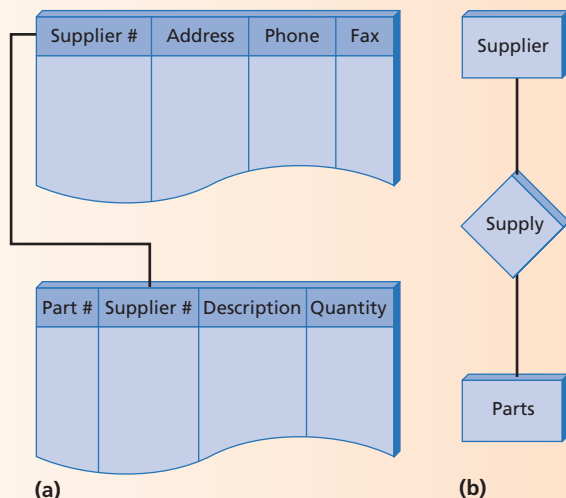 Supplier # Address Phone Fax
Part # Supplier # Description Quantity
(a)
Supplier
Supply
Parts
(b)